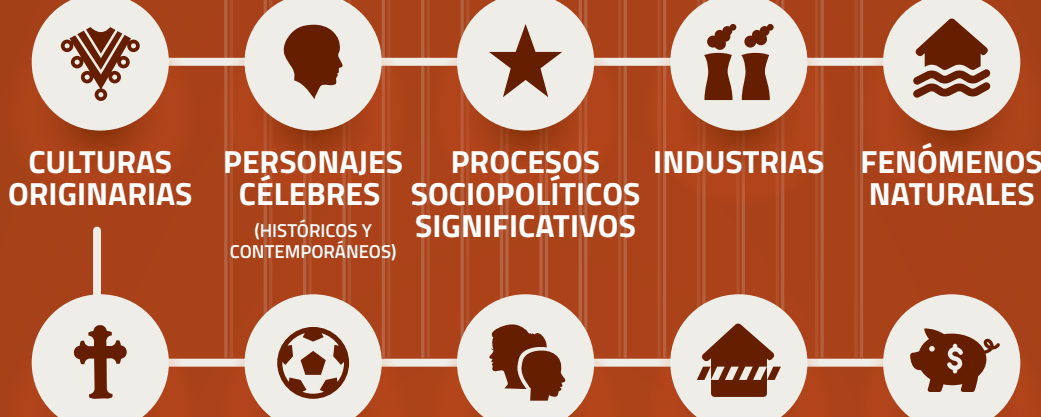 CULTURAS
ORIGINARIAS
PERSONAJES
CÉLEBRES
(HISTÓRICOS Y
CONTEMPORÁNEOS)
PROCESOS
SOCIOPOLÍTICOS
SIGNIFICATIVOS
INDUSTRIAS
FENÓMENOS
NATURALES
$